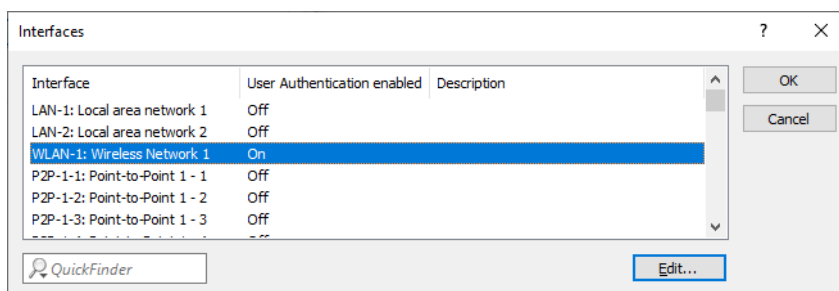 Interfaces ? X
Interface User Authentication enabled Description
LAN-1: Local area network 1 Off
LAN-2: Local area network 2 Off
WLAN-1: Wireless Network 1 On
P2P-1-1: Point-to-Point 1 - 1 Off
P2P-1-2: Point-to-Point 1 - 2 Off
P2P-1-3: Point-to-Point 1 - 3 Off
OK
Cancel
QuickFinder
Edit...